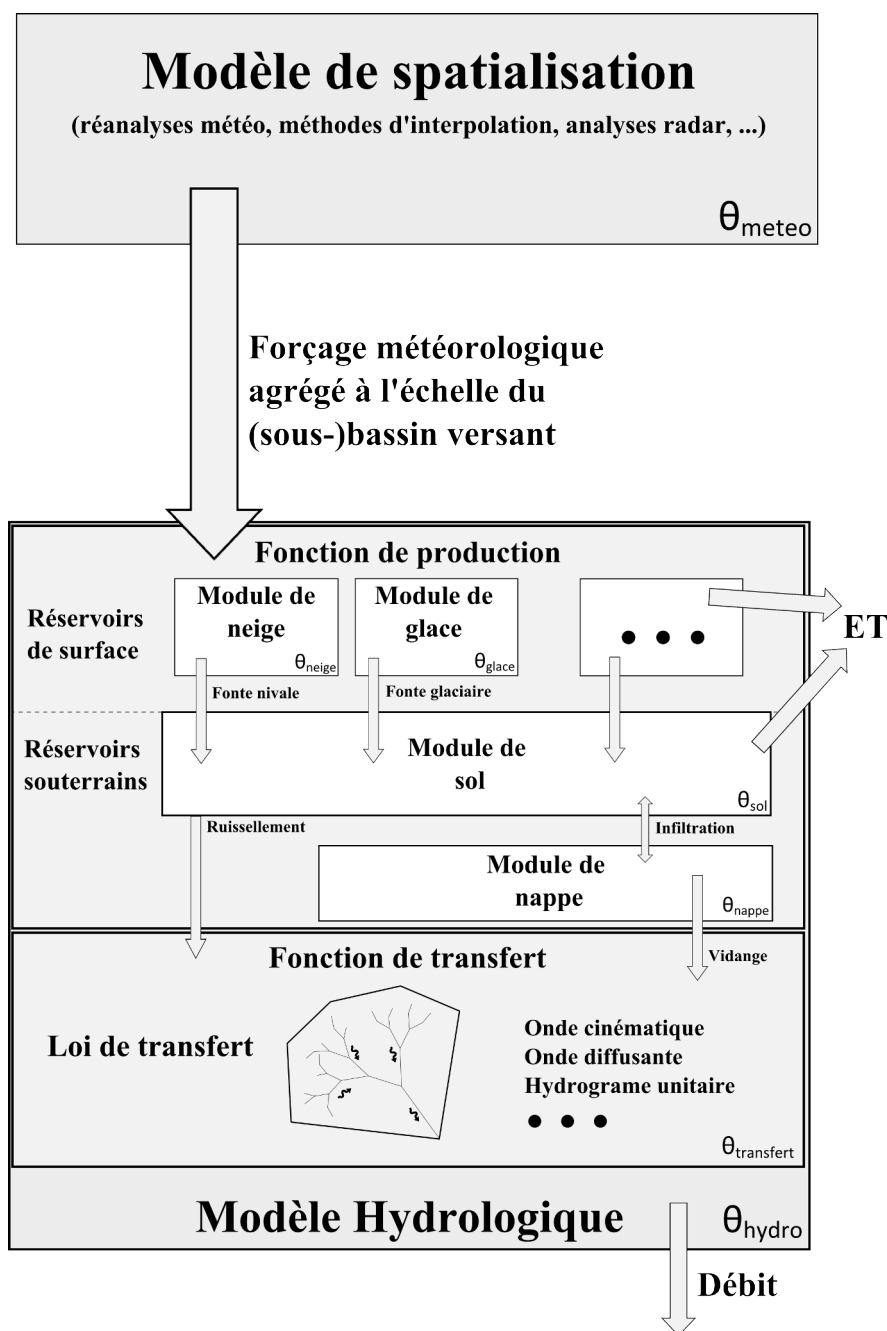 Modèle de spatialisation
(réanalyses météo, méthodes d'interpolation, analyses radar, ...)
θmeteo
Forçage météorologique
agrégé à l'échelle du
(sous-)bassin versant
Fonction de production
Réservoirs
de surface
Module de
neige
θneige
Module de
glace
θglace
● ● ●
ET
Fonte nivale
Fonte glaciaire
Réservoirs
souterrains
Module de
sol
θsol
Ruissellement
Infiltration
Module de
nappe
θnappe
Vidange
Fonction de transfert
Loi de transfert
Onde cinématique
Onde diffusante
Hydrograme unitaire
● ● ●
θtransfert
Modèle Hydrologique
θhydro
Débit